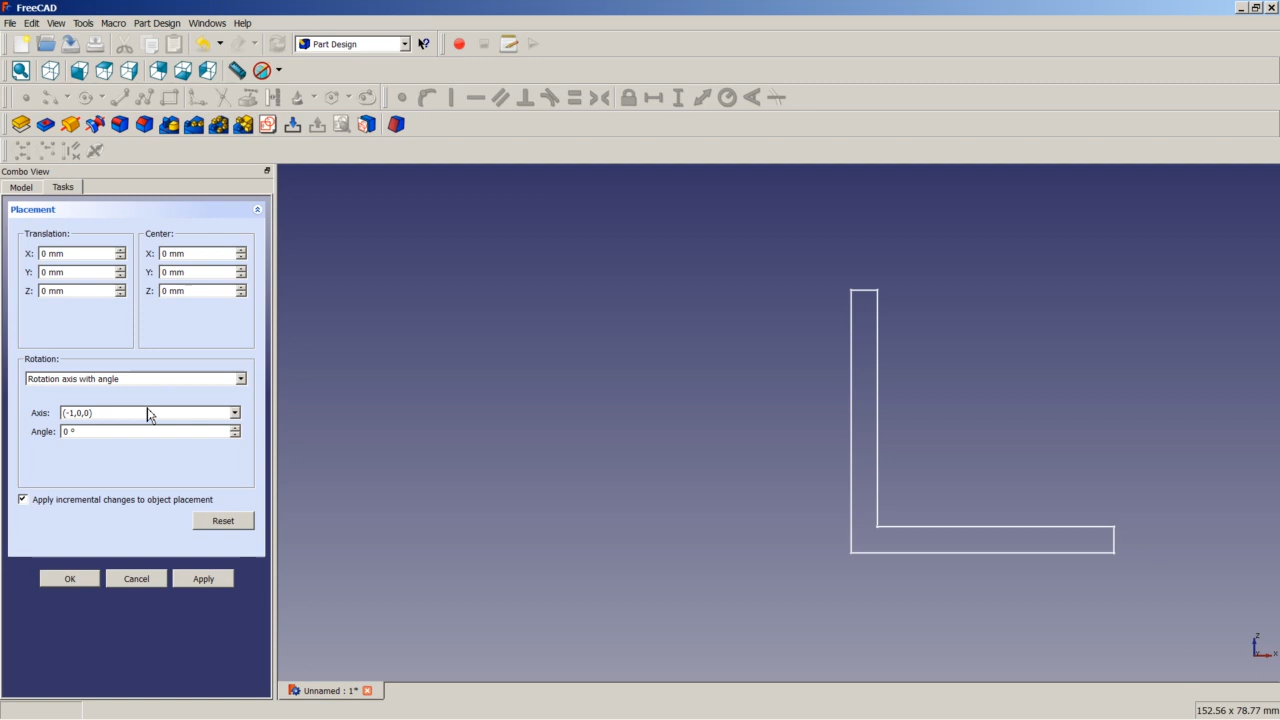 FreeCAD
File Edit View Tools Macro Part Design Windows Help
Part Design
Combo View
Model Tasks
Placement
Translation: Center:
X: 0 mm X: 0 mm
Y: 0 mm Y: 0 mm
Z: 0 mm Z: 0 mm
Rotation:
Rotation axis with angle
Axis: (-1,0,0)
Angle: 0 °
Apply incremental changes to object placement
Reset
OK Cancel Apply
Z
Y X
Unnamed : 1*
152.56 x 78.77 mm